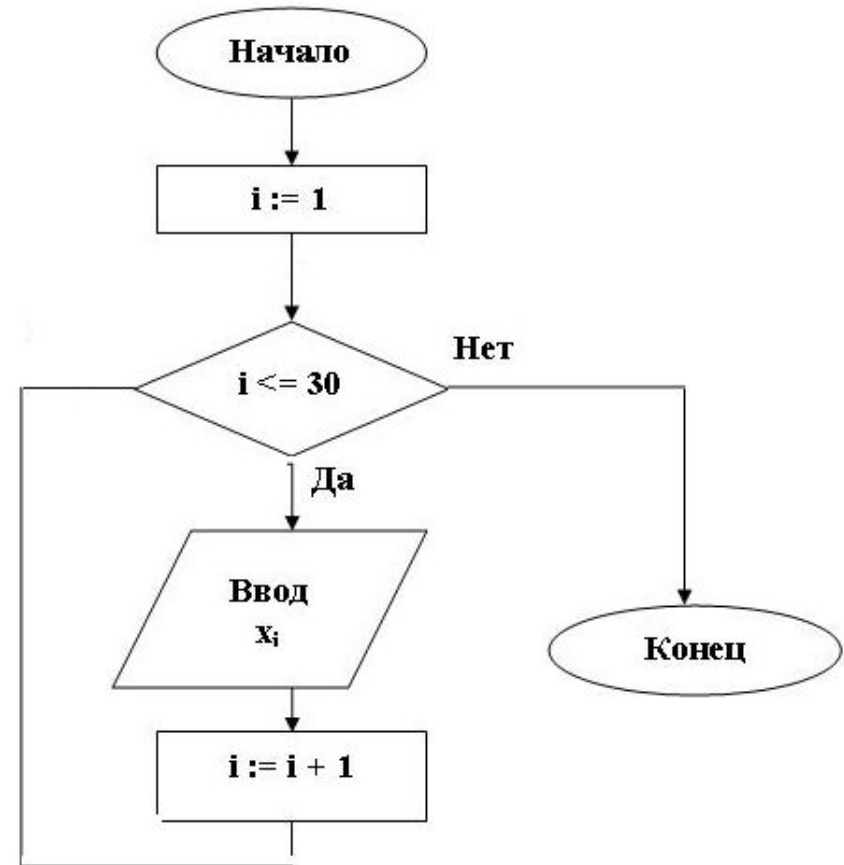 Начало
i := 1
i <= 30
Нет
Да
Ввод
xᵢ
Конец
i := i + 1